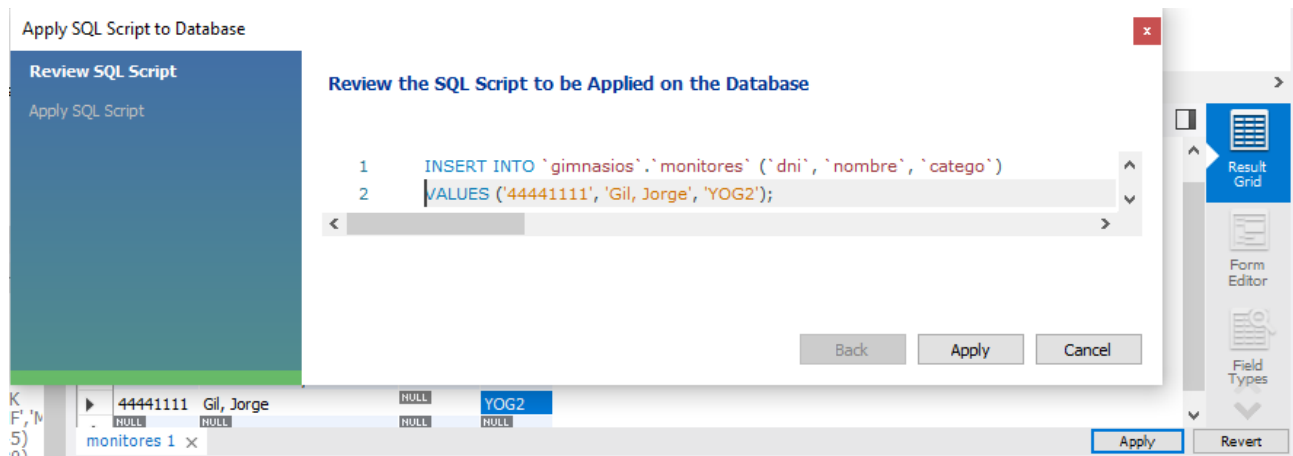 Apply SQL Script to Database
x
Review SQL Script
Apply SQL Script
Review the SQL Script to be Applied on the Database
1 INSERT INTO `gimnasios`.`monitores` (`dni`, `nombre`, `catego`)
2 VALUES ('44441111', 'Gil, Jorge', 'YOG2');
Back Apply Cancel
Result
Grid
Form
Editor
Field
Types
K
F','M
5)
44441111 Gil, Jorge NULL YOG2
NULL NULL NULL NULL
monitores 1 ×
Apply Revert